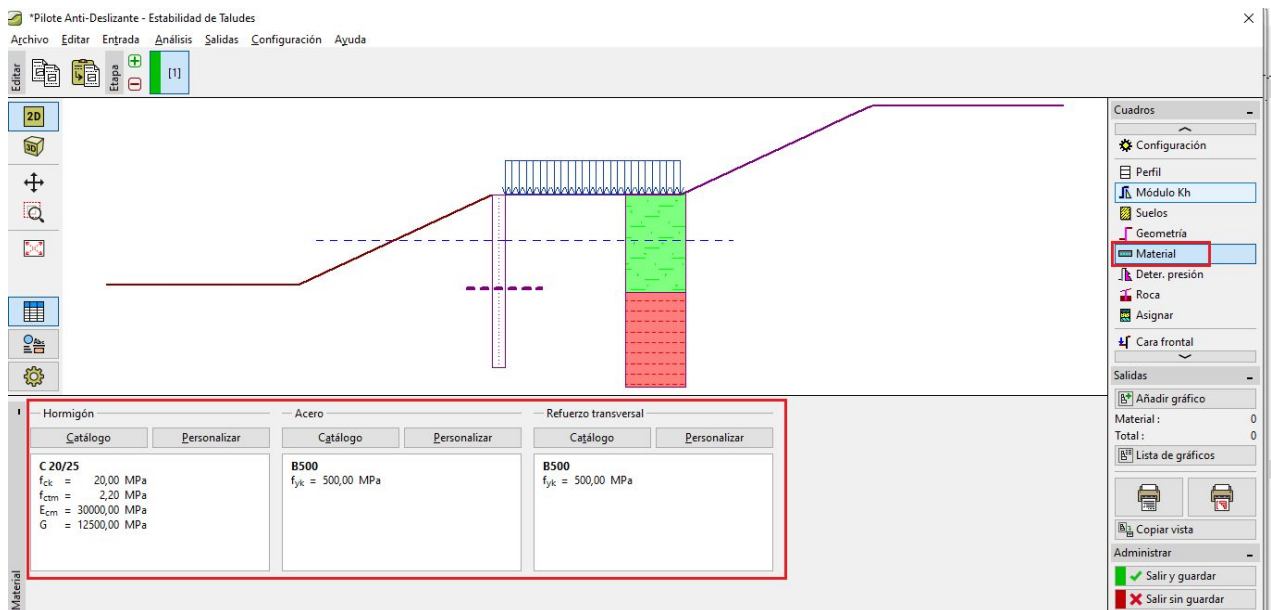 *Pilote Anti-Deslizante - Estabilidad de Taludes
Archivo Editar Entrada Análisis Salidas Configuración Ayuda
Editar
Etapa
[1]
2D
3D
Cuadros
Configuración
Perfil
Módulo Kh
Suelos
Geometría
Material
Deter. presión
Roca
Asignar
Cara frontal
Salidas
Añadir gráfico
Material : 0
Total : 0
Lista de gráficos
Copiar vista
Administrar
Salir y guardar
Salir sin guardar
Material
Hormigón
Catálogo Personalizar
C 20/25
fck = 20,00 MPa
fctm = 2,20 MPa
Ecm = 30000,00 MPa
G = 12500,00 MPa
Acero
Catálogo Personalizar
B500
fyk = 500,00 MPa
Refuerzo transversal
Catálogo Personalizar
B500
fyk = 500,00 MPa